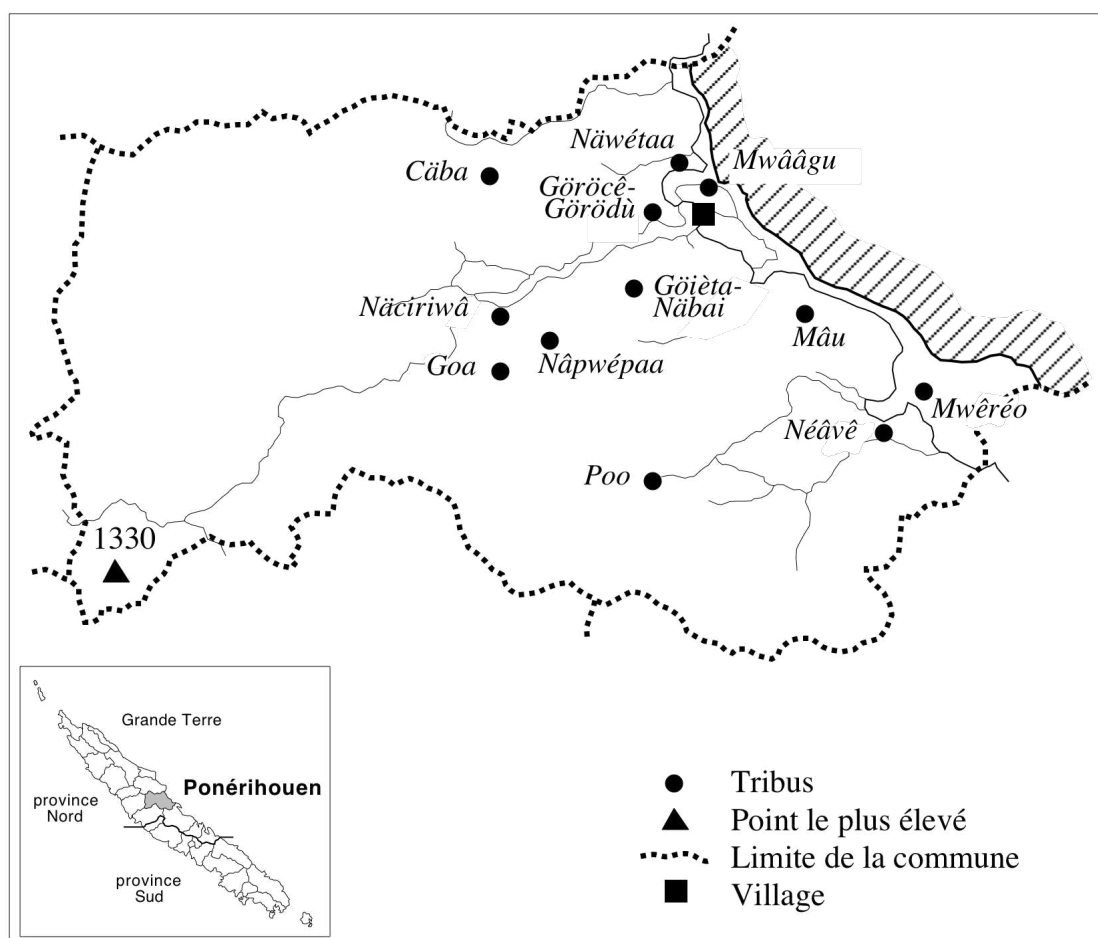 Näwétaa
Mwââgu
Cäba
Göröcê-
Görödù
Göièta-
Näbai
Näciriwâ
Mâu
Goa
Nâpwépaa
Mwêréo
Néâvê
Poo
1330
Grande Terre
Ponérihouen
province
Nord
province
Sud
Tribus
Point le plus élevé
Limite de la commune
Village